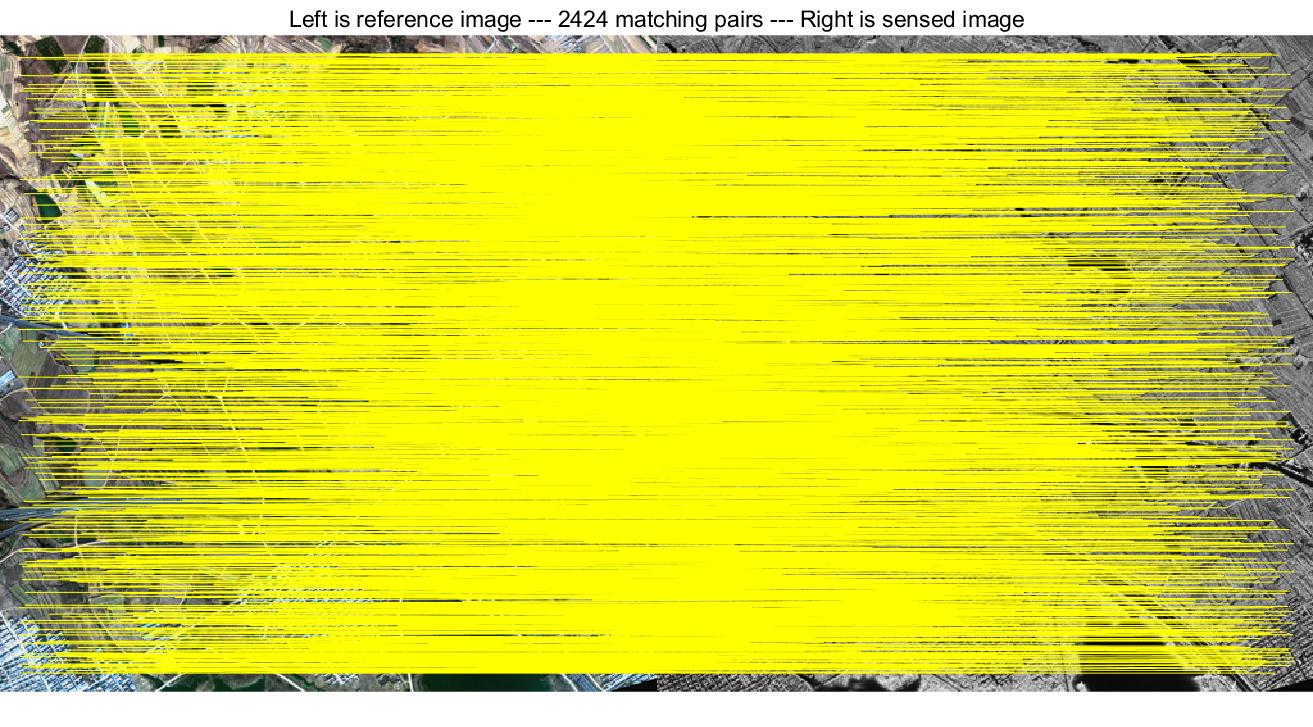 Left is reference image --- 2424 matching pairs --- Right is sensed image